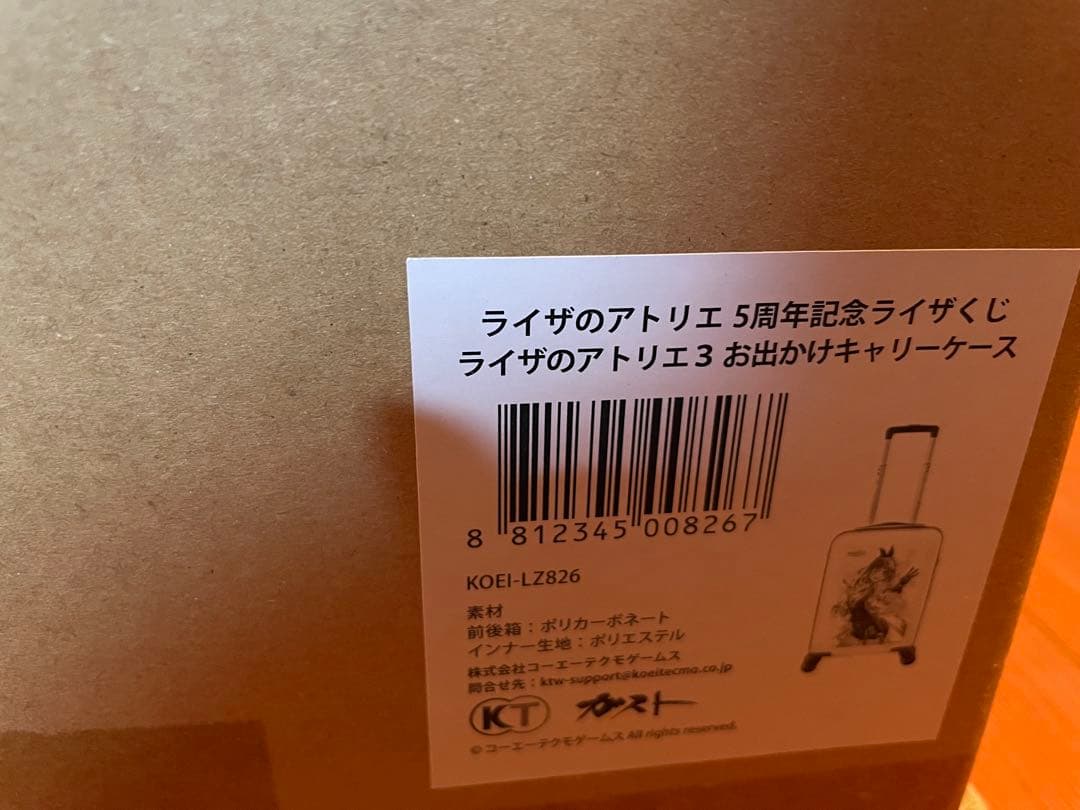 ライザのアトリエ 5周年記念ライザくじ
ライザのアトリエ3 お出かけキャリーケース
8 812345 008267
KOEI-LZ826
素材
前後箱：ポリカーボネート
インナー生地：ポリエステル
株式会社コーエーテクモゲームス
問合せ先：ktw-support@koeitecmo.co.jp
KT ガスト
©コーエーテクモゲームス All rights reserved.